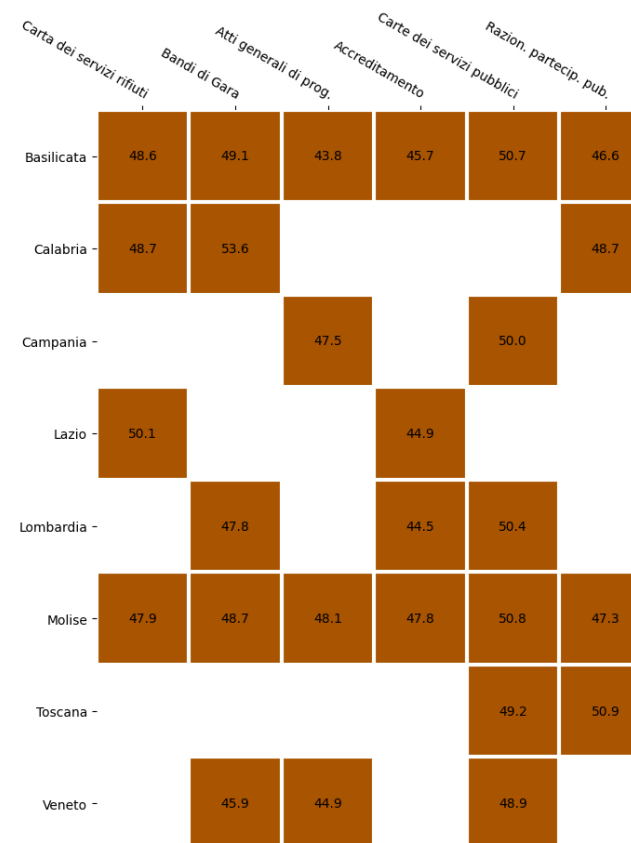 Carta dei servizi rifiuti
Bandi di Gara
Atti generali di prog.
Accreditamento
Carte dei servizi pubblici
Razion. partecip. pub.
Basilicata 48.6 49.1 43.8 45.7 50.7 46.6
Calabria 48.7 53.6 48.7
Campania 47.5 50.0
Lazio 50.1 44.9
Lombardia 47.8 44.5 50.4
Molise 47.9 48.7 48.1 47.8 50.8 47.3
Toscana 49.2 50.9
Veneto 45.9 44.9 48.9